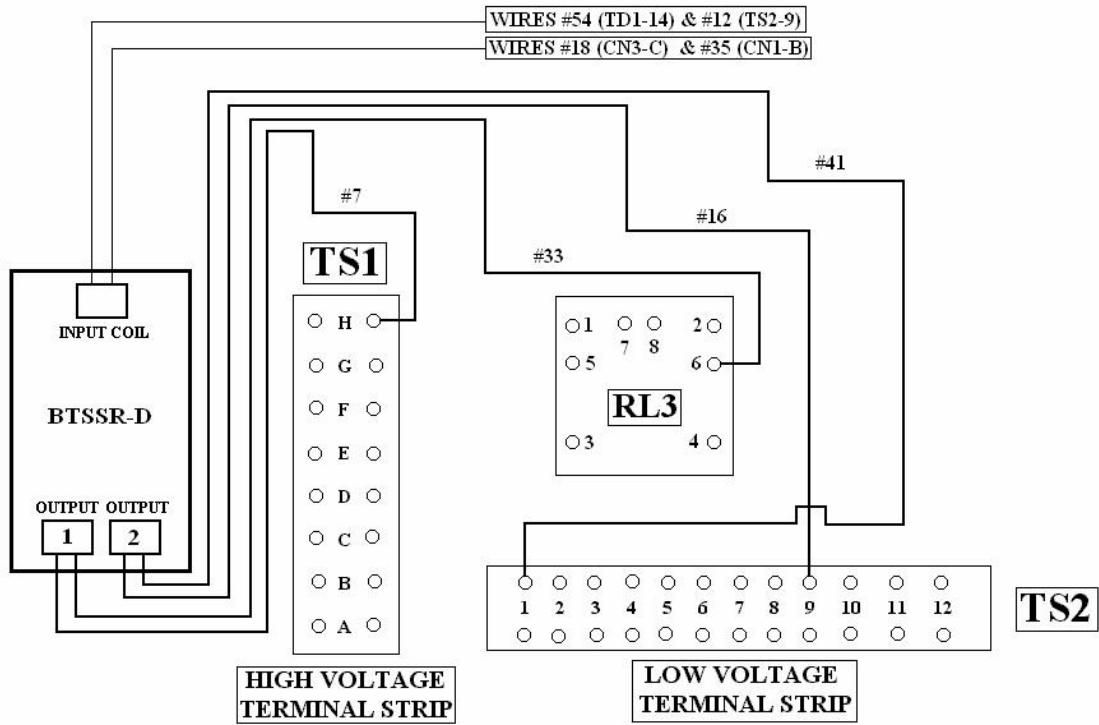 WIRES #54 (TD1-14) & #12 (TS2-9)
WIRES #18 (CN3-C) & #35 (CN1-B)
#41
#7
#16
#33
TS1
INPUT COIL
BTSSR-D
OUTPUT OUTPUT
1 2
H
G
F
E
D
C
B
A
HIGH VOLTAGE
TERMINAL STRIP
1 7 8 2
5 6
RL3
3 4
1 2 3 4 5 6 7 8 9 10 11 12
TS2
LOW VOLTAGE
TERMINAL STRIP